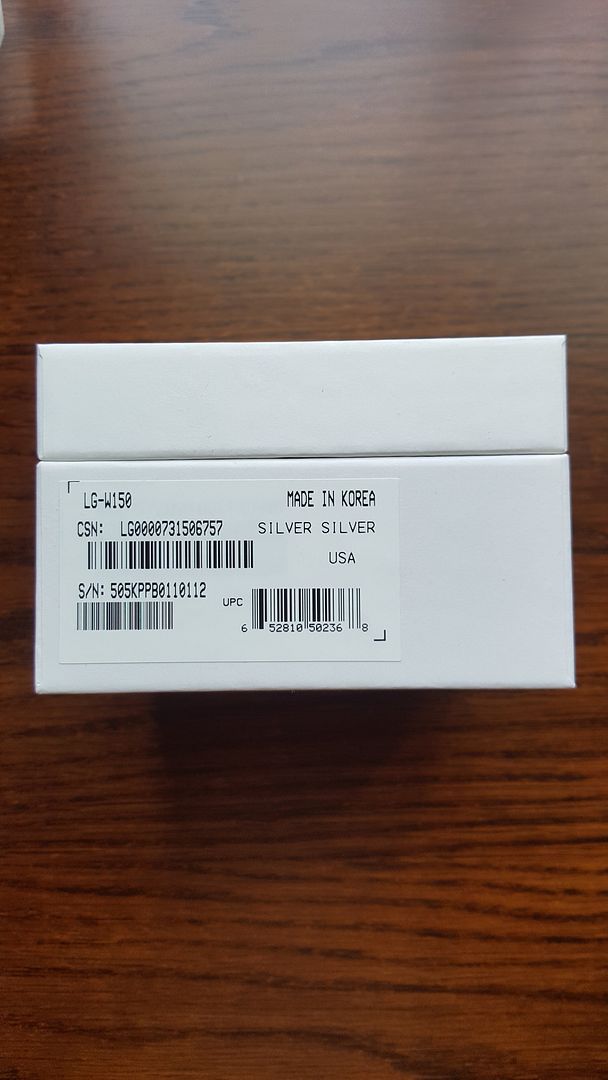 LG-W150 MADE IN KOREA
CSN: LG0000731506757 SILVER SILVER
USA
S/N: 505KPPB0110112
UPC
6 52810 50236 8